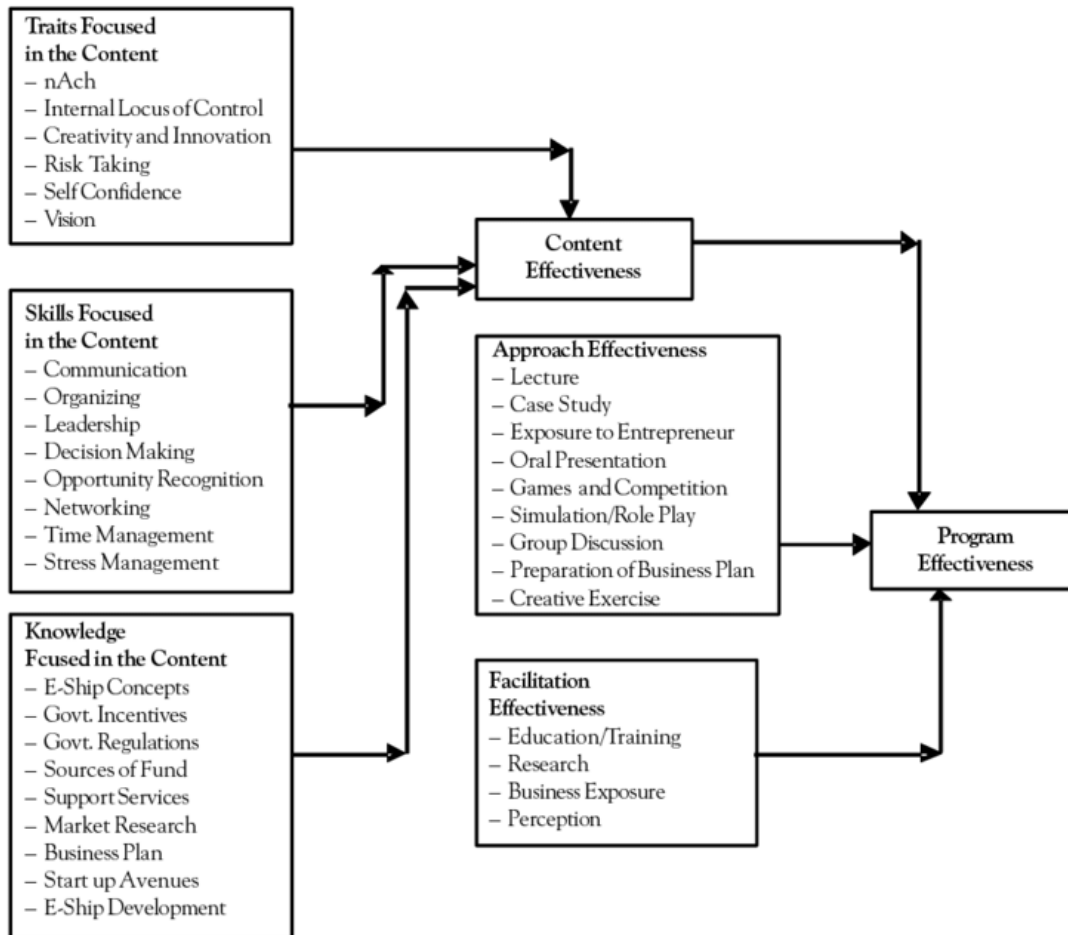 Traits Focused
in the Content
– nAch
– Internal Locus of Control
– Creativity and Innovation
– Risk Taking
– Self Confidence
– Vision
Skills Focused
in the Content
– Communication
– Organizing
– Leadership
– Decision Making
– Opportunity Recognition
– Networking
– Time Management
– Stress Management
Knowledge
Fcused in the Content
– E-Ship Concepts
– Govt. Incentives
– Govt. Regulations
– Sources of Fund
– Support Services
– Market Research
– Business Plan
– Start up Avenues
– E-Ship Development
Content
Effectiveness
Approach Effectiveness
– Lecture
– Case Study
– Exposure to Entrepreneur
– Oral Presentation
– Games and Competition
– Simulation/Role Play
– Group Discussion
– Preparation of Business Plan
– Creative Exercise
Facilitation
Effectiveness
– Education/Training
– Research
– Business Exposure
– Perception
Program
Effectiveness